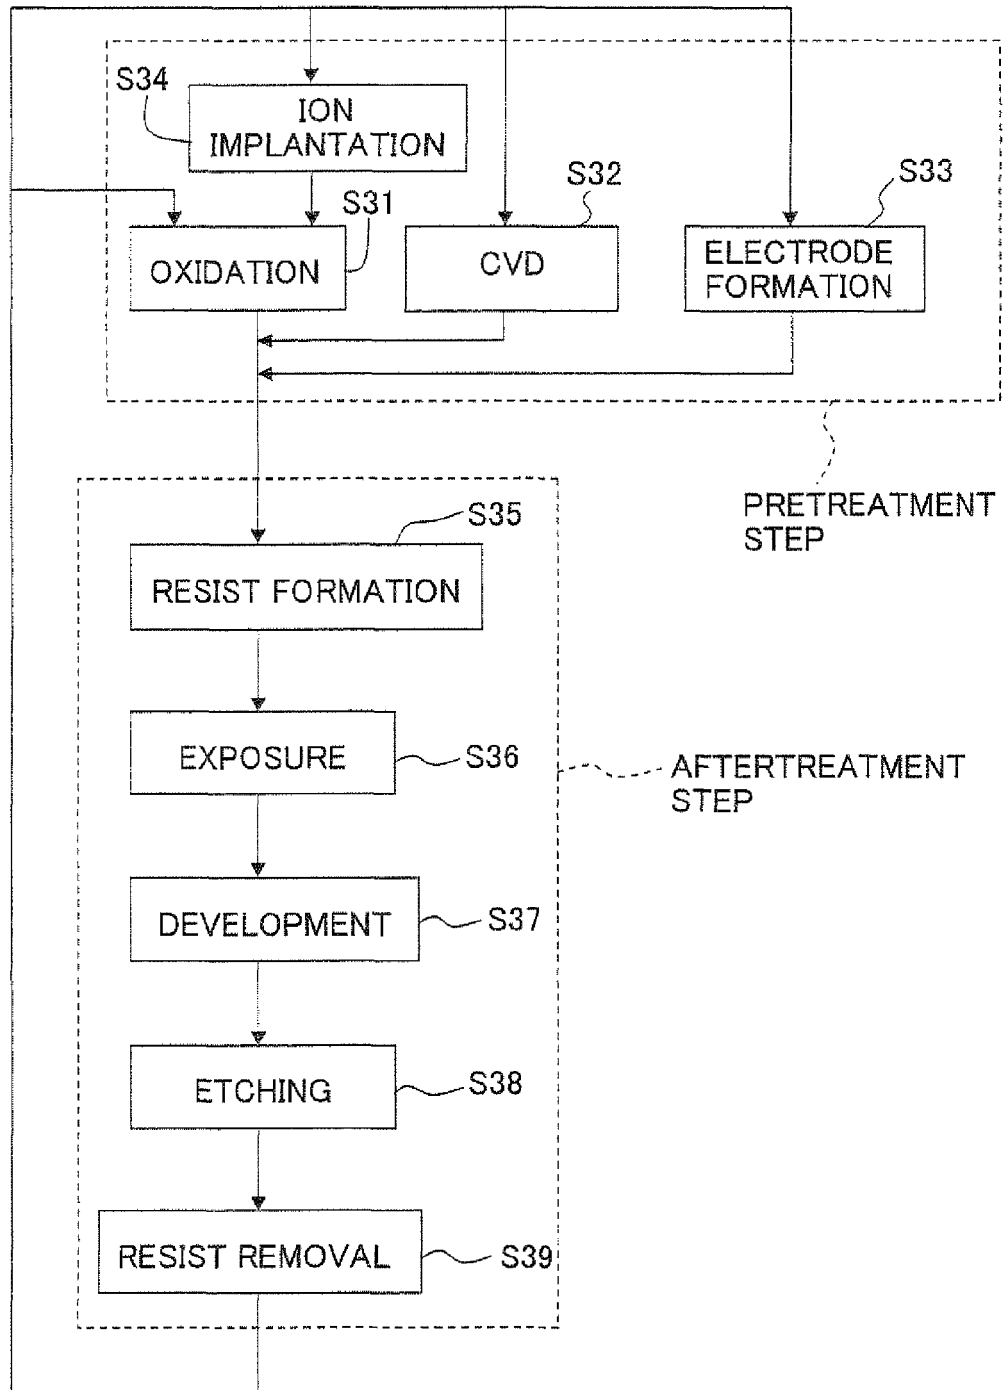 S34
ION
IMPLANTATION
S31
S32
S33
OXIDATION
CVD
ELECTRODE
FORMATION
PRETREATMENT
STEP
S35
RESIST FORMATION
EXPOSURE
S36
AFTERTREATMENT
STEP
DEVELOPMENT
S37
ETCHING
S38
RESIST REMOVAL
S39